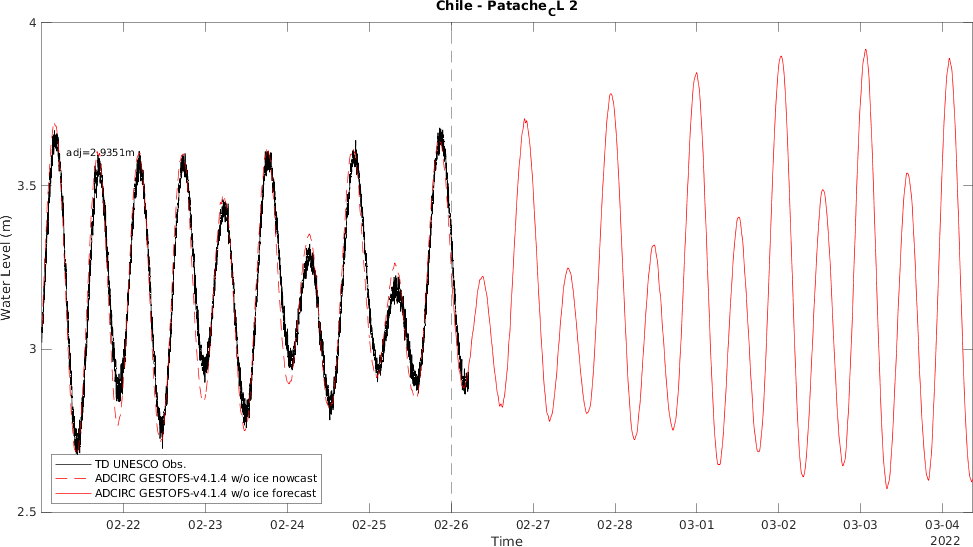 Chile - Patache_CL 2
4
3.5
3
2.5
Water Level (m)
adj=2.9351m
TD UNESCO Obs.
ADCIRC GESTOFS-v4.1.4 w/o ice nowcast
ADCIRC GESTOFS-v4.1.4 w/o ice forecast
02-22 02-23 02-24 02-25 02-26 02-27 02-28 03-01 03-02 03-03 03-04
Time
2022